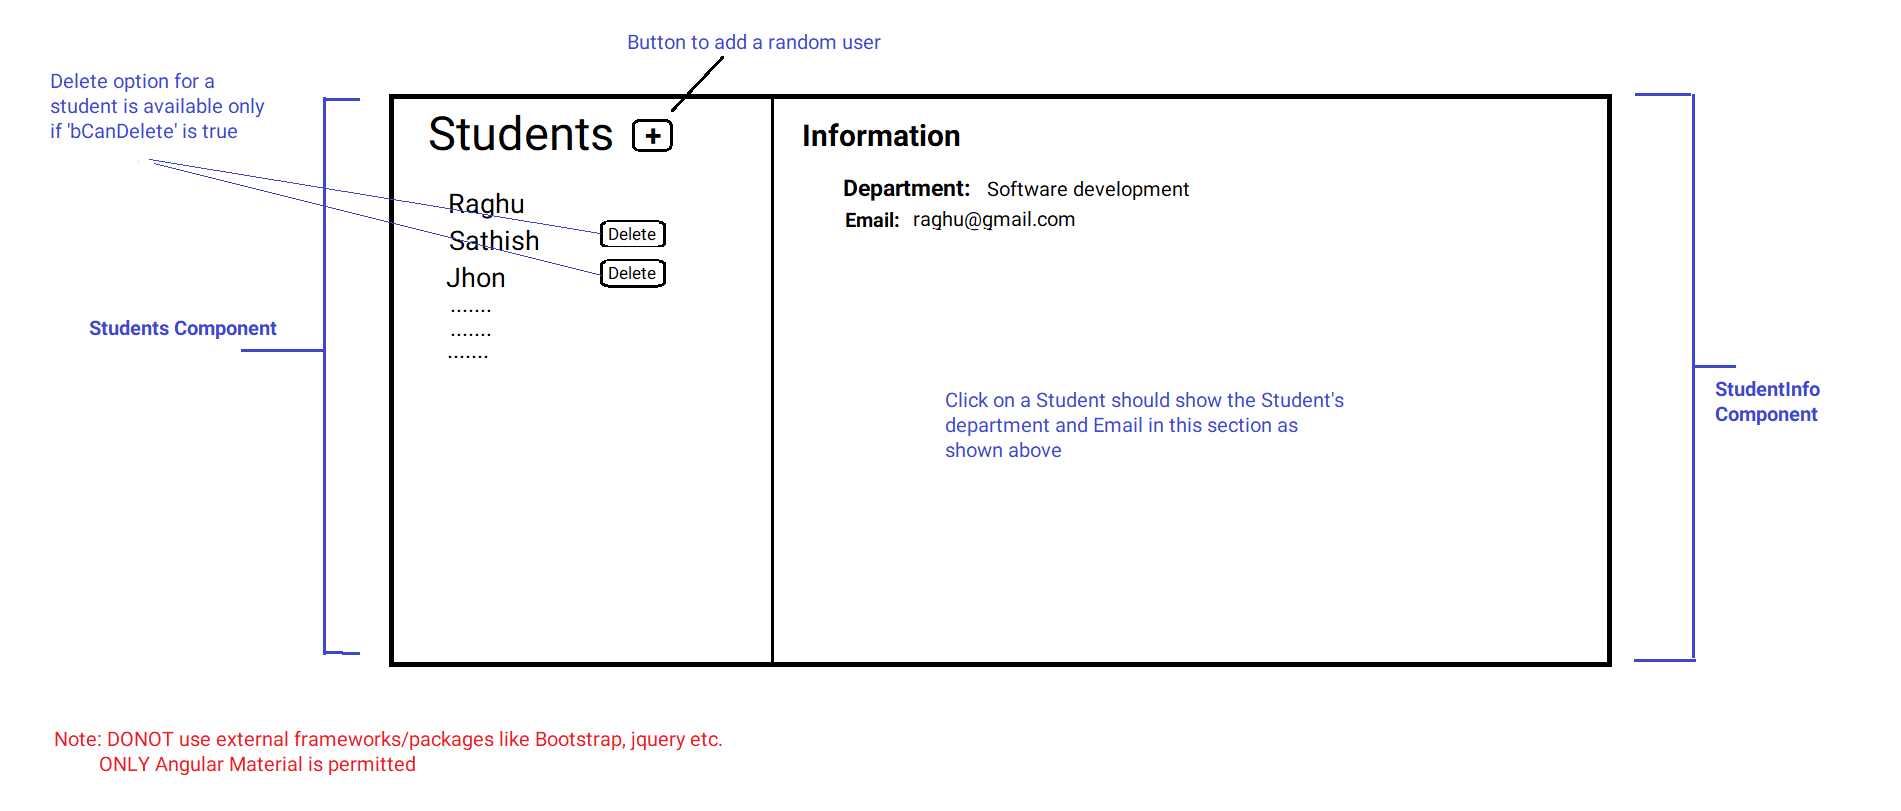 Button to add a random user
Delete option for a
student is available only
if 'bCanDelete' is true
Students +
Raghu
Sathish
Delete
Jhon
Delete
.......
.......
.......
Information
Department: Software development
Email: raghu@gmail.com
Click on a Student should show the Student's
department and Email in this section as
shown above
Students Component
StudentInfo
Component
Note: DONOT use external frameworks/packages like Bootstrap, jquery etc.
ONLY Angular Material is permitted